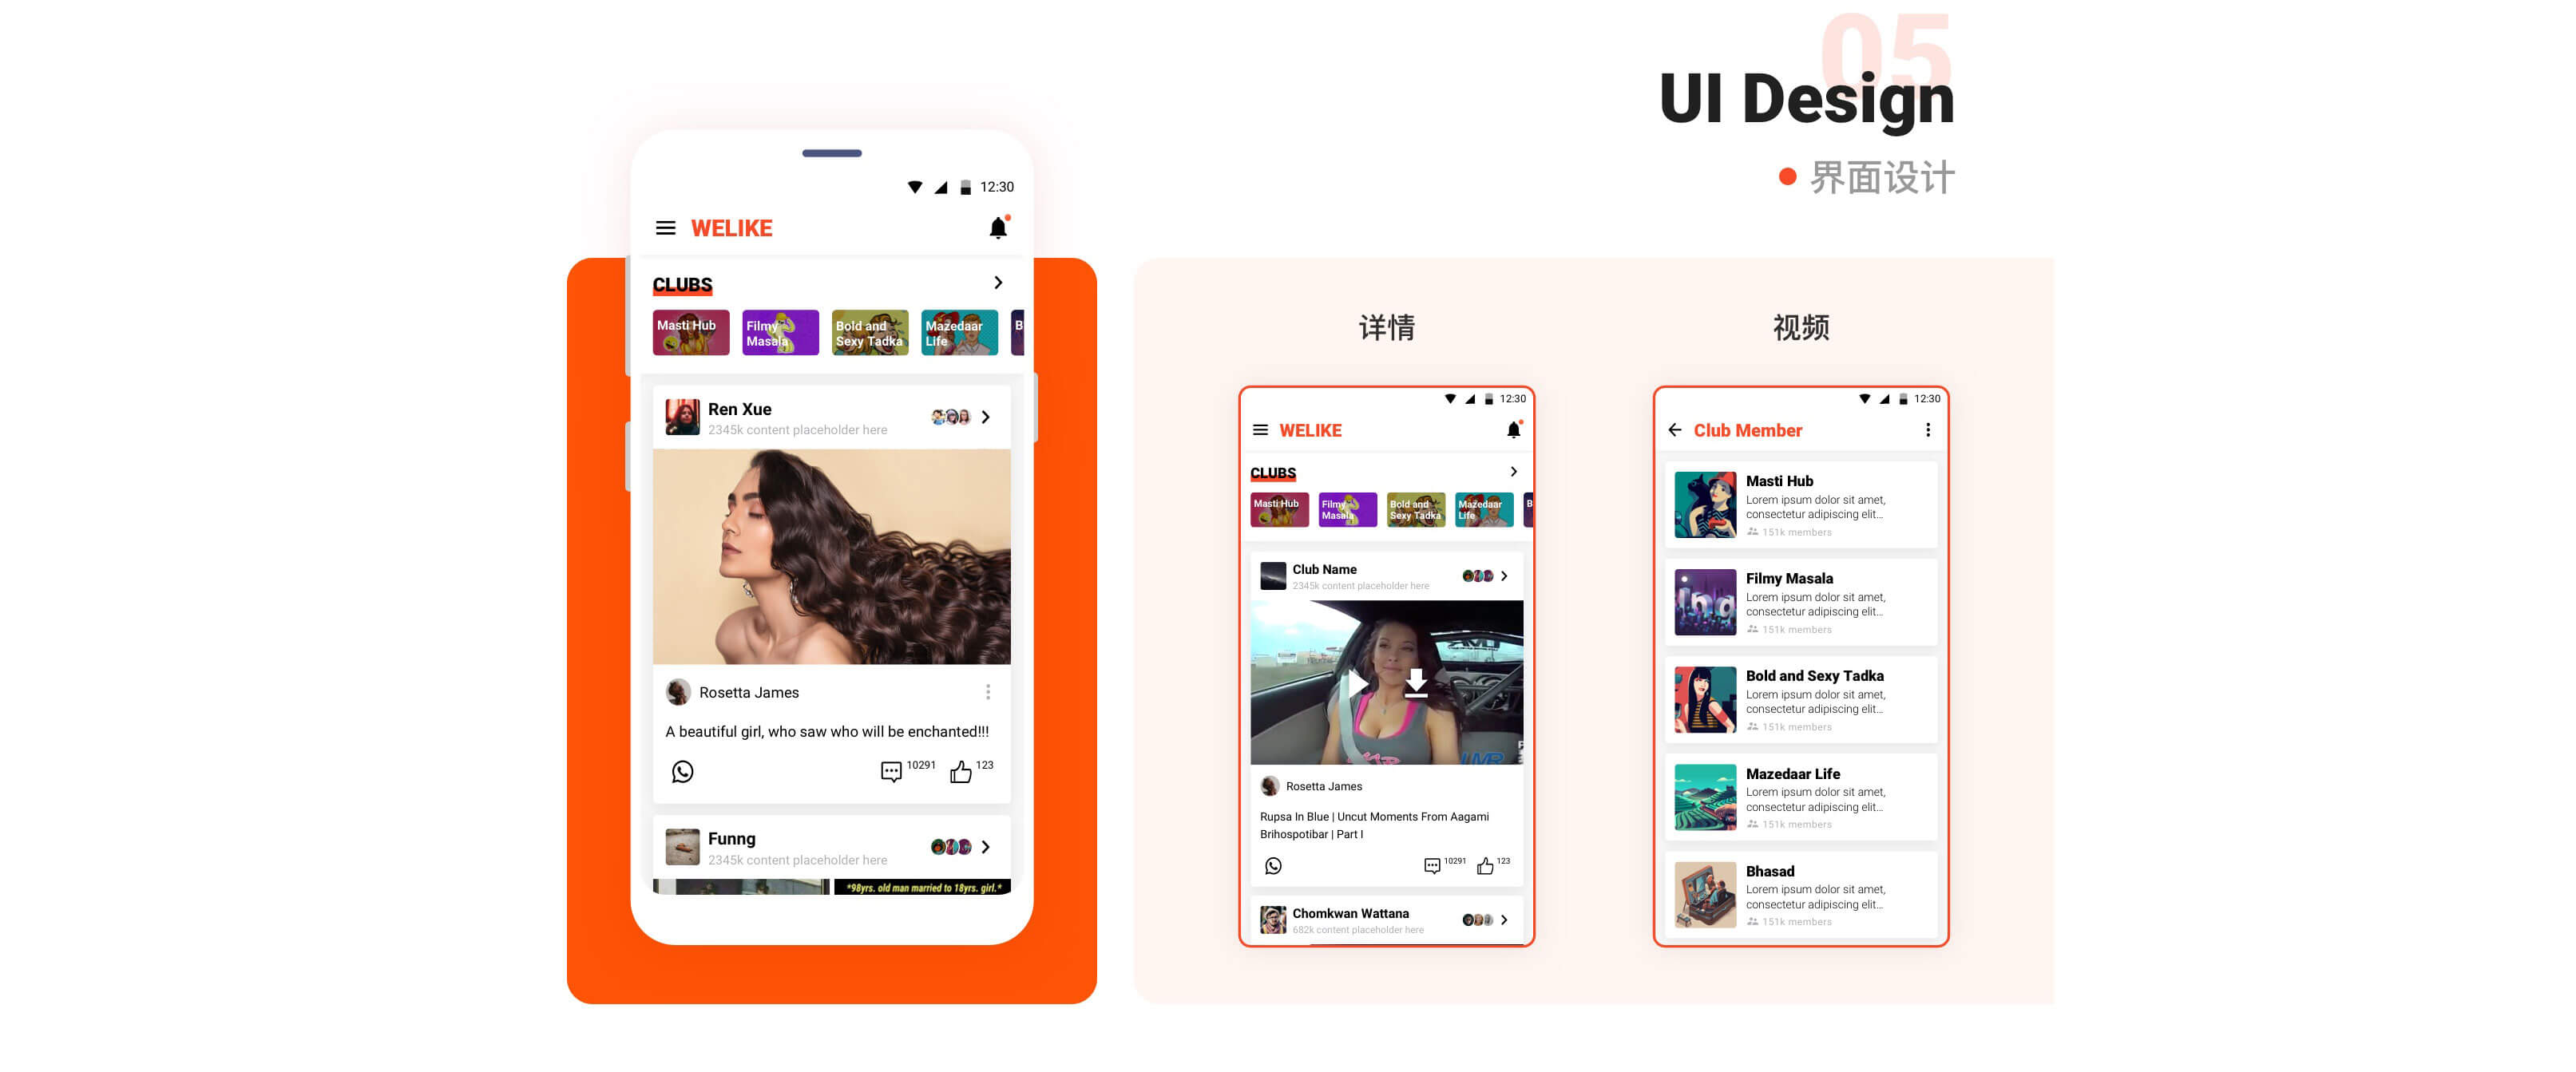 05
UI Design
界面设计
12:30
WELIKE
CLUBS
Masti Hub
Filmy
Masala
Bold and
Sexy Tadka
Mazedaar
Life
B
Ren Xue
2345k content placeholder here
Rosetta James
A beautiful girl, who saw who will be enchanted!!!
10291
123
Funng
2345k content placeholder here
*98yrs. old man married to 18yrs. girl.*
详情
12:30
WELIKE
CLUBS
Masti Hub
Filmy
Masala
Bold and
Sexy Tadka
Mazedaar
Life
B
Club Name
2345k content placeholder here
Rosetta James
Rupsa In Blue | Uncut Moments From Aagami
Brihospotibar | Part I
10291
123
Chomkwan Wattana
682k content placeholder here
视频
12:30
Club Member
Masti Hub
Lorem ipsum dolor sit amet,
consectetur adipiscing elit...
151k members
Filmy Masala
Lorem ipsum dolor sit amet,
consectetur adipiscing elit...
151k members
Bold and Sexy Tadka
Lorem ipsum dolor sit amet,
consectetur adipiscing elit...
151k members
Mazedaar Life
Lorem ipsum dolor sit amet,
consectetur adipiscing elit...
151k members
Bhasad
Lorem ipsum dolor sit amet,
consectetur adipiscing elit...
151k members